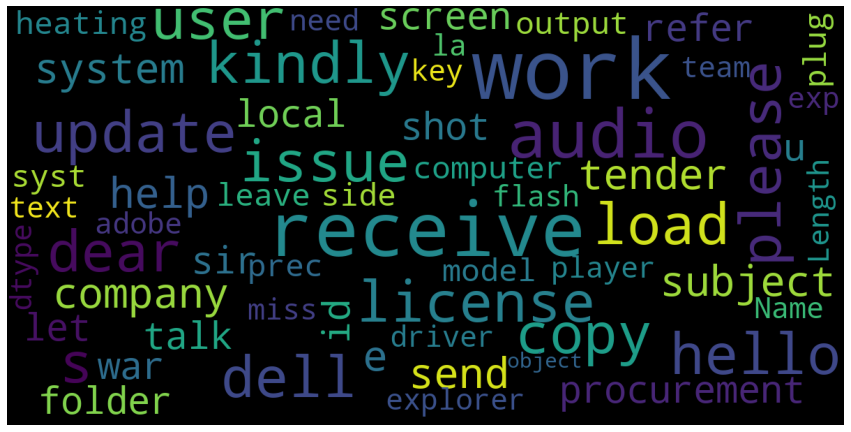 heating user need screen output refer plug
system kindly la key work team exp
update local shot audio please u
syst issue computer tender Length
text help leave side flash
adobe dtype dear sir prec receive load
model player subject
company miss id license Name
let talk driver copy hello
s war e object
folder dell send explorer procurement